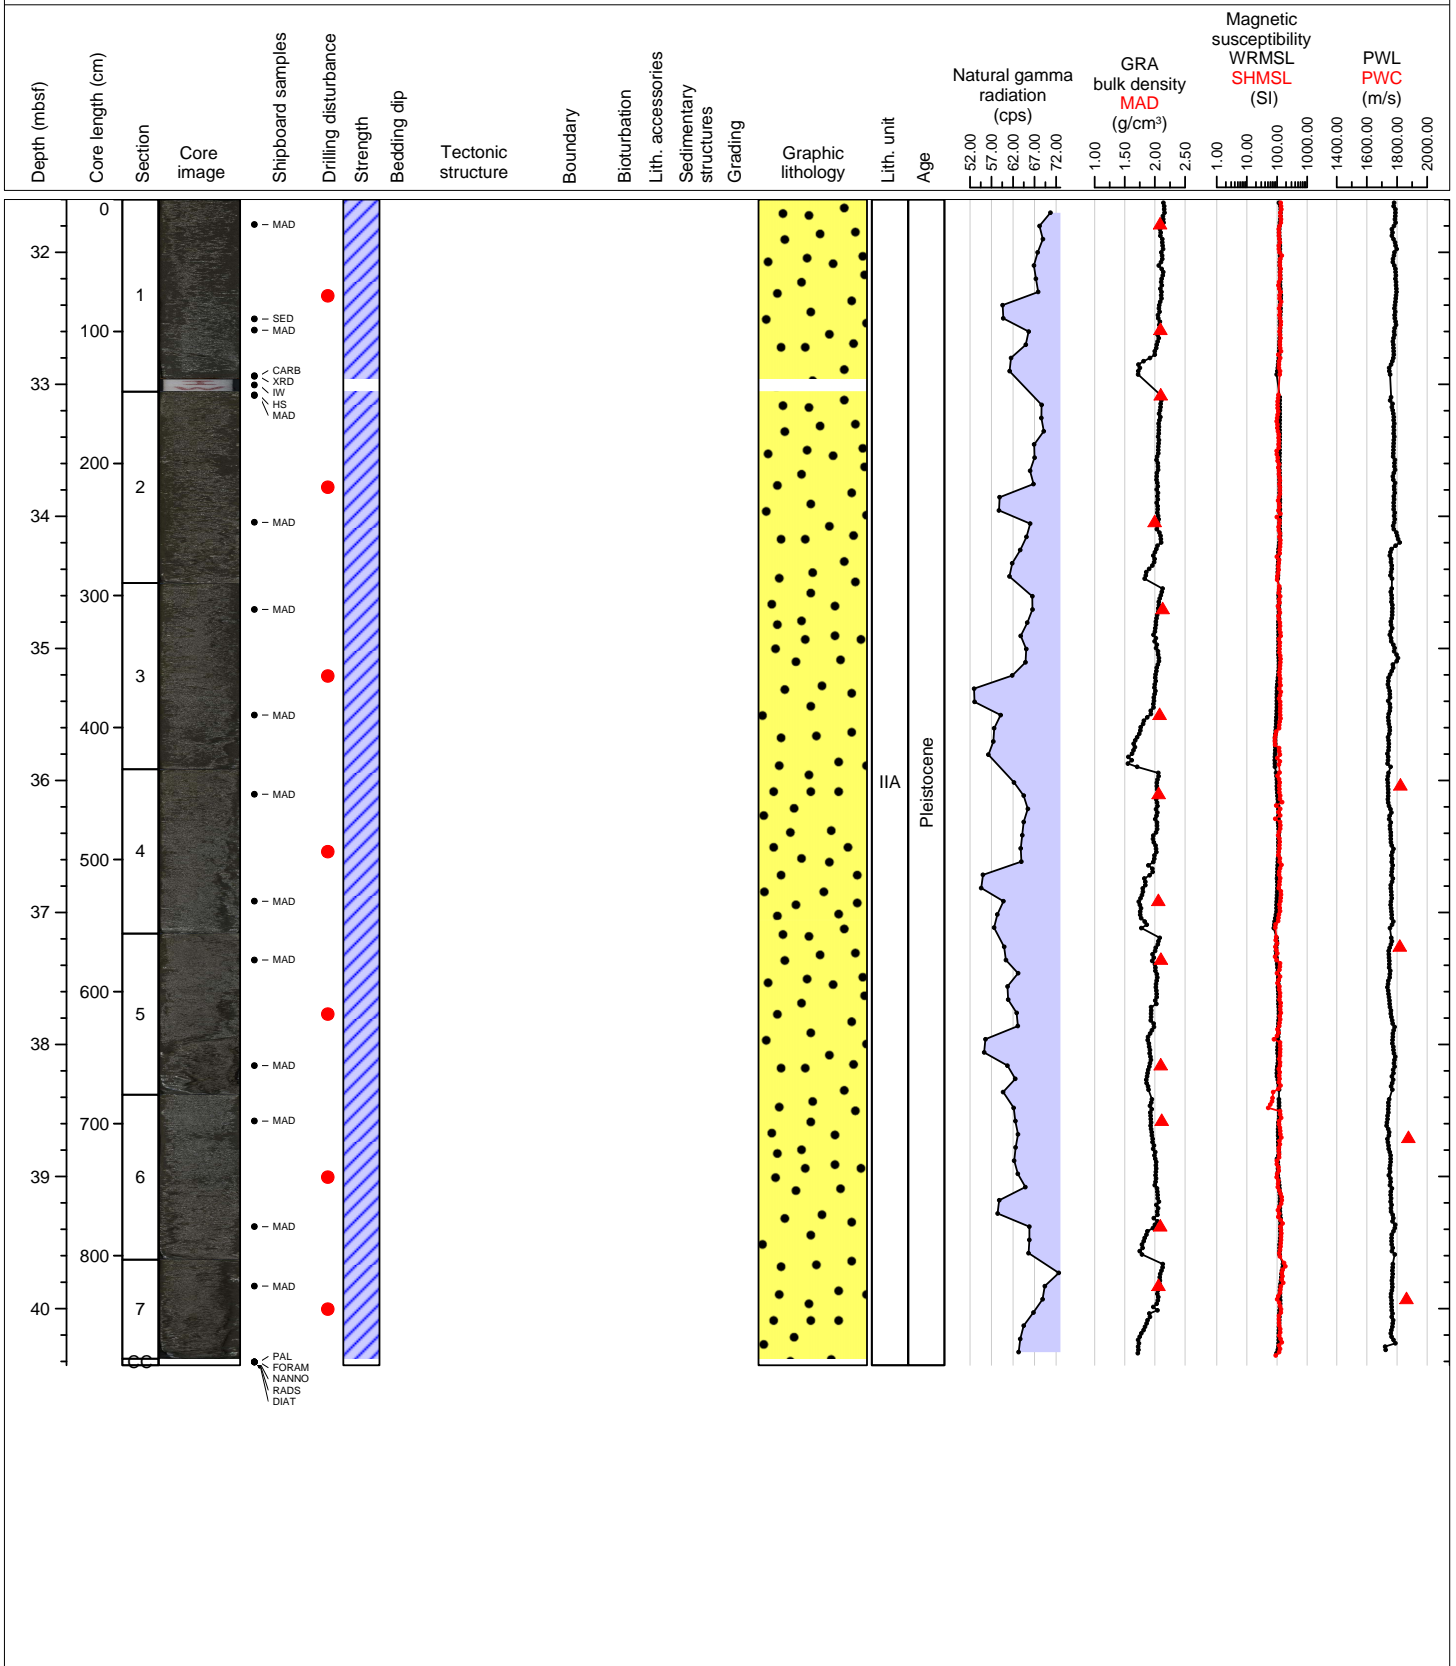 Depth (mbsf)
Core length (cm)
Section
Core
image
Shipboard samples
Drilling disturbance
Strength
Bedding dip
Tectonic
structure
Boundary
Bioturbation
Lith. accessories
Sedimentary
structures
Grading
Graphic
lithology
Lith. unit
Age
Natural gamma
radiation
(cps)
52.00 57.00 62.00 67.00 72.00
GRA
bulk density
MAD
(g/cm³)
1.00 1.50 2.00 2.50
Magnetic
susceptibility
WRMSL
SHMSL
(SI)
1.00 10.00 100.00 1000.00
PWL
PWC
(m/s)
1400.00 1600.00 1800.00 2000.00
0
MAD
32
1
SED
100
MAD
CARB
XRD
33
IW
HS
MAD
200
2
34
MAD
300
MAD
35
3
MAD
400
36
IIA
Pleistocene
MAD
4
500
MAD
37
MAD
600
5
38
MAD
700
MAD
39
6
MAD
800
MAD
40
7
CC
PAL
FORAM
NANNO
RADS
DIAT